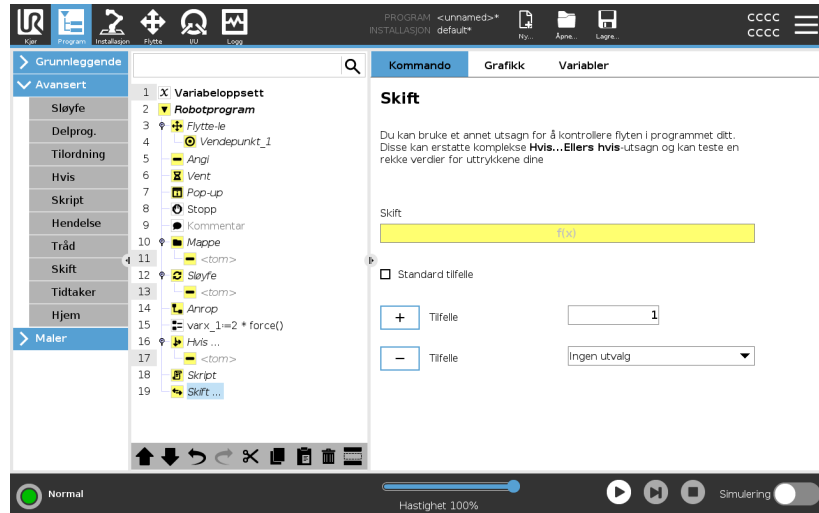 UR
Kjør
Program
Installasjon
Flytte
I/U
Logg
PROGRAM <unnamed>*
INSTALLASJON default*
Ny...
Åpne...
Lagre...
cccc
cccc
Grunnleggende
Avansert
Sløyfe
Delprog.
Tilordning
Hvis
Skript
Hendelse
Tråd
Skift
Tidtaker
Hjem
Maler
1 X Variabeloppsett
2 Robotprogram
3 Flytte-le
4 Vendepunkt_1
5 Angi
6 Vent
7 Pop-up
8 Stopp
9 Kommentar
10 Mappe
11 <tom>
12 Sløyfe
13 <tom>
14 Anrop
15 varx_1≔2 * force()
16 Hvis ...
17 <tom>
18 Skript
19 Skift ...
Kommando Grafikk Variabler
Skift
Du kan bruke et annet utsagn for å kontrollere flyten i programmet ditt.
Disse kan erstatte komplekse Hvis...Ellers hvis-utsagn og kan teste en
rekke verdier for uttrykkene dine
Skift
f(x)
Standard tilfelle
+ Tilfelle 1
− Tilfelle Ingen utvalg
Normal
Hastighet 100%
Simulering